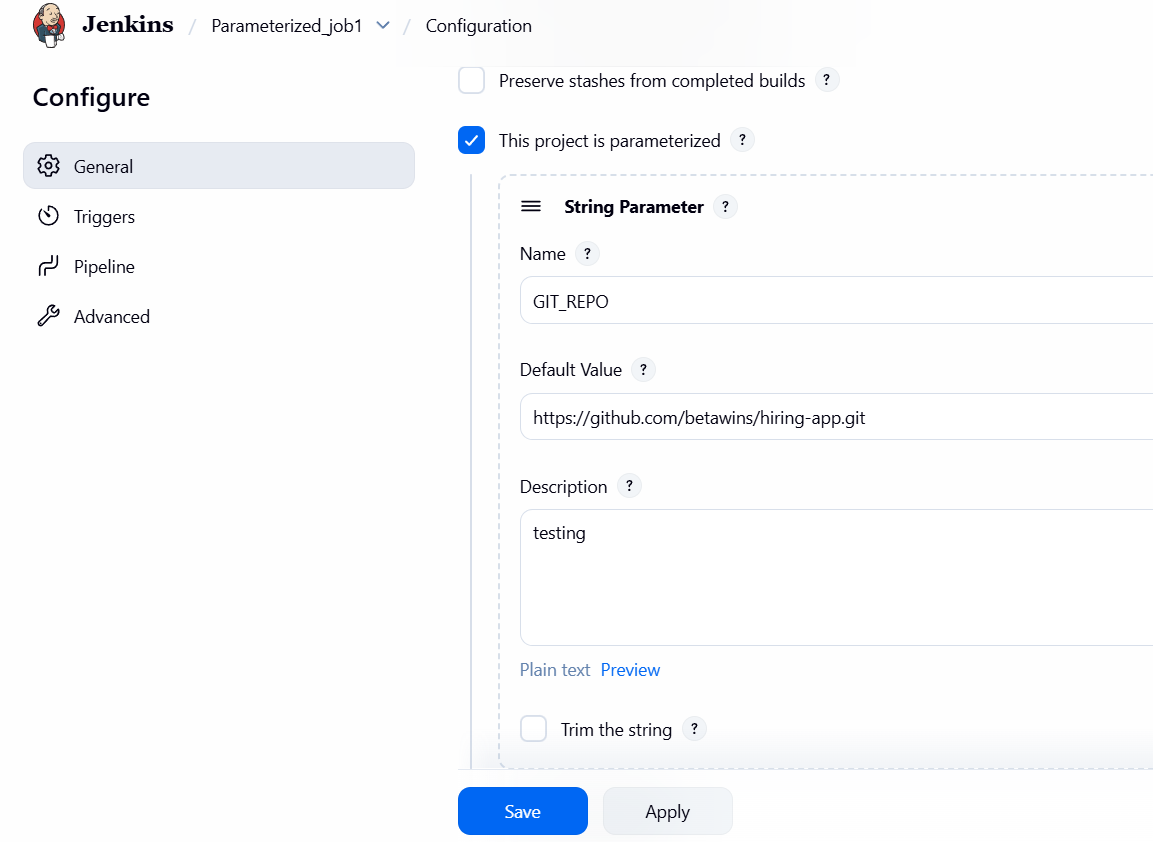 Jenkins / Parameterized_job1 / Configuration
Configure
General
Triggers
Pipeline
Advanced
Preserve stashes from completed builds ?
This project is parameterized ?
String Parameter ?
Name ?
GIT_REPO
Default Value ?
https://github.com/betawins/hiring-app.git
Description ?
testing
Plain text Preview
Trim the string ?
Save Apply